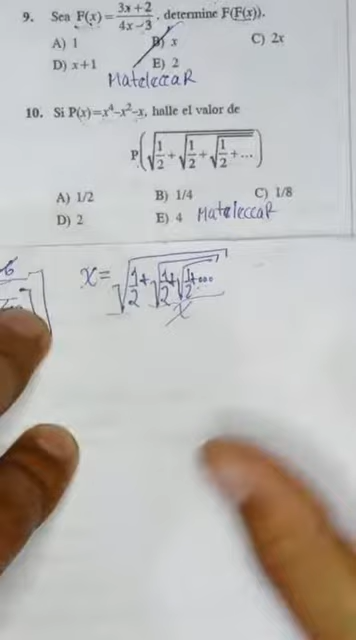 9. Sea F(x) = \frac{3x+2}{4x-3}, determine F(F(x)).
A) 1 B) x C) 2x
D) x+1 E) 2
MateleccaR
10. Si P(x)=x⁴-x²-x, halle el valor de
P(√(1/2 + √(1/2 + √(1/2 + ...))))
A) 1/2 B) 1/4 C) 1/8
D) 2 E) 4 MateleccaR
x = √(1/2 + √(1/2 + √(1/2 + ...)))
x